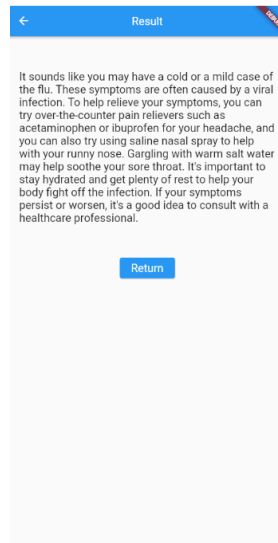 Result
It sounds like you may have a cold or a mild case of
the flu. These symptoms are often caused by a viral
infection. To help relieve your symptoms, you can
try over-the-counter pain relievers such as
acetaminophen or ibuprofen for your headache, and
you can also try using saline nasal spray to help
with your runny nose. Gargling with warm salt water
may help soothe your sore throat. It's important to
stay hydrated and get plenty of rest to help your
body fight off the infection. If your symptoms
persist or worsen, it's a good idea to consult with a
healthcare professional.
Return